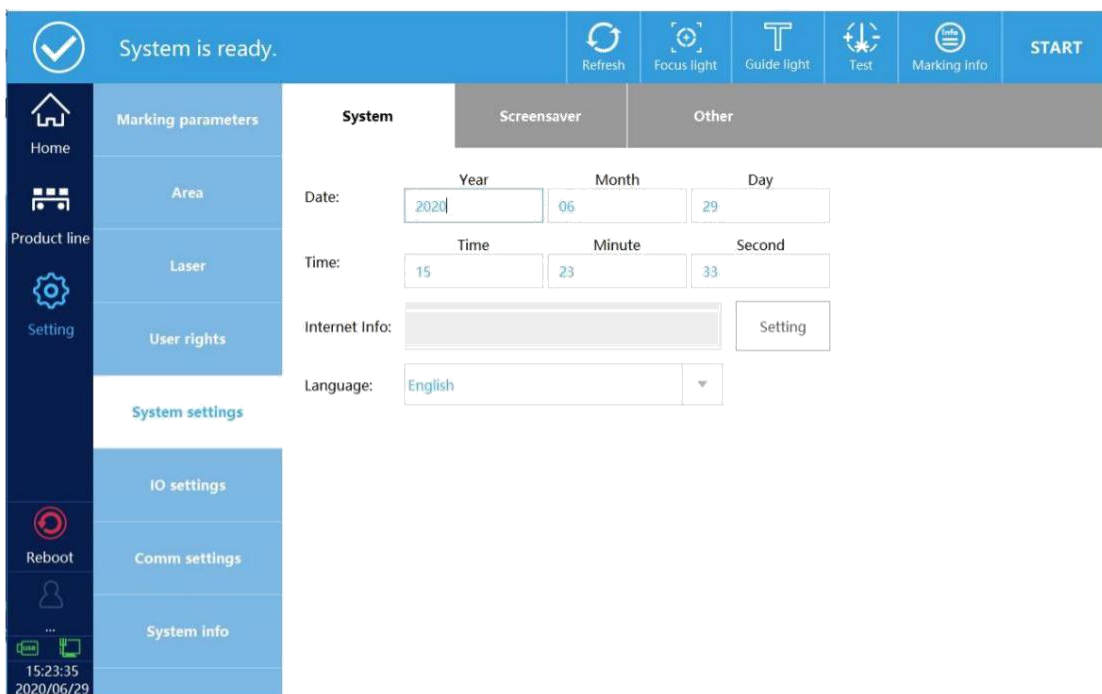 System is ready.
Refresh
Focus light
Guide light
Test
Info
Marking info
START
Home
Product line
Setting
Reboot
...
USB
15:23:35
2020/06/29
Marking parameters
Area
Laser
User rights
System settings
IO settings
Comm settings
System info
System
Screensaver
Other
Year Month Day
Date: 2020 06 29
Time Minute Second
Time: 15 23 33
Internet Info: Setting
Language: English